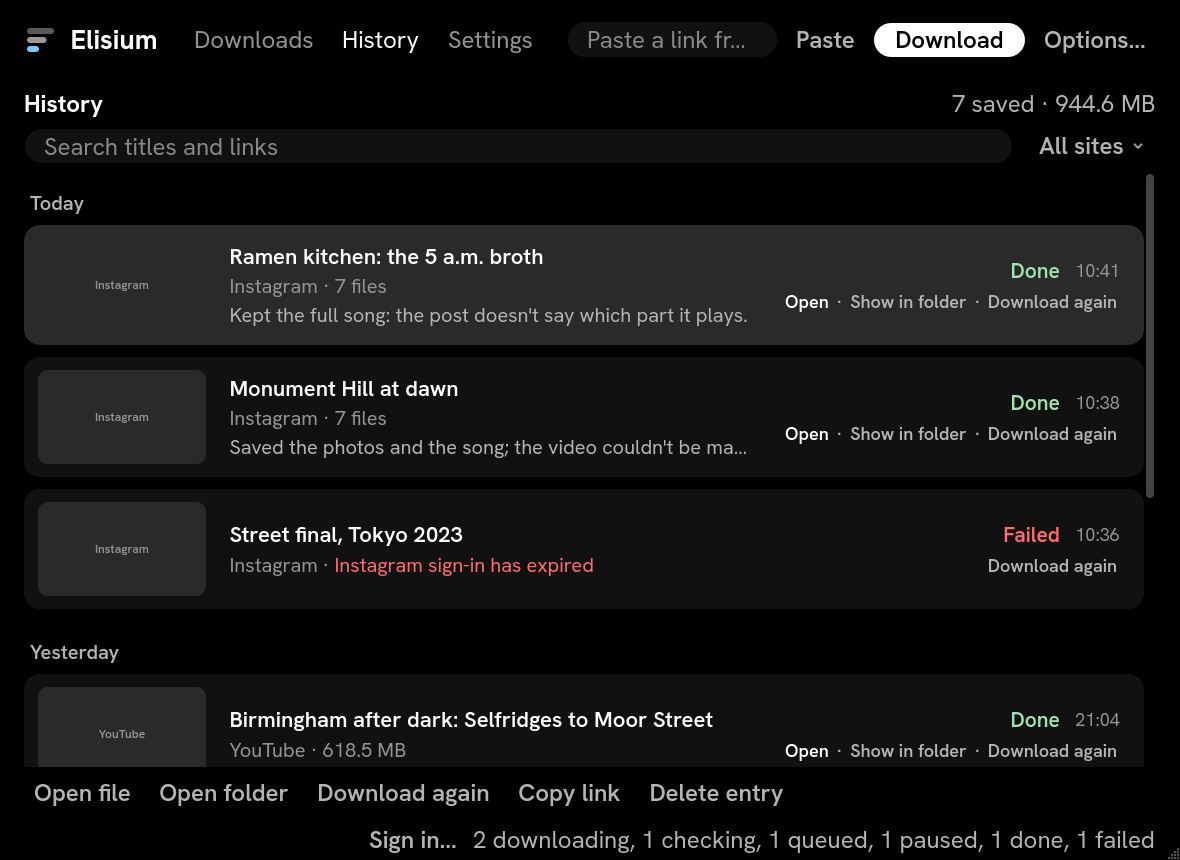 Elisium Downloads History Settings Paste a link fr... Paste Download Options...
History 7 saved · 944.6 MB
Search titles and links All sites
Today
Instagram
Ramen kitchen: the 5 a.m. broth
Instagram · 7 files
Kept the full song: the post doesn't say which part it plays.
Done 10:41
Open · Show in folder · Download again
Instagram
Monument Hill at dawn
Instagram · 7 files
Saved the photos and the song; the video couldn't be ma...
Done 10:38
Open · Show in folder · Download again
Instagram
Street final, Tokyo 2023
Instagram · Instagram sign-in has expired
Failed 10:36
Download again
Yesterday
YouTube
Birmingham after dark: Selfridges to Moor Street
YouTube · 618.5 MB
Done 21:04
Open · Show in folder · Download again
Open file Open folder Download again Copy link Delete entry
Sign in... 2 downloading, 1 checking, 1 queued, 1 paused, 1 done, 1 failed